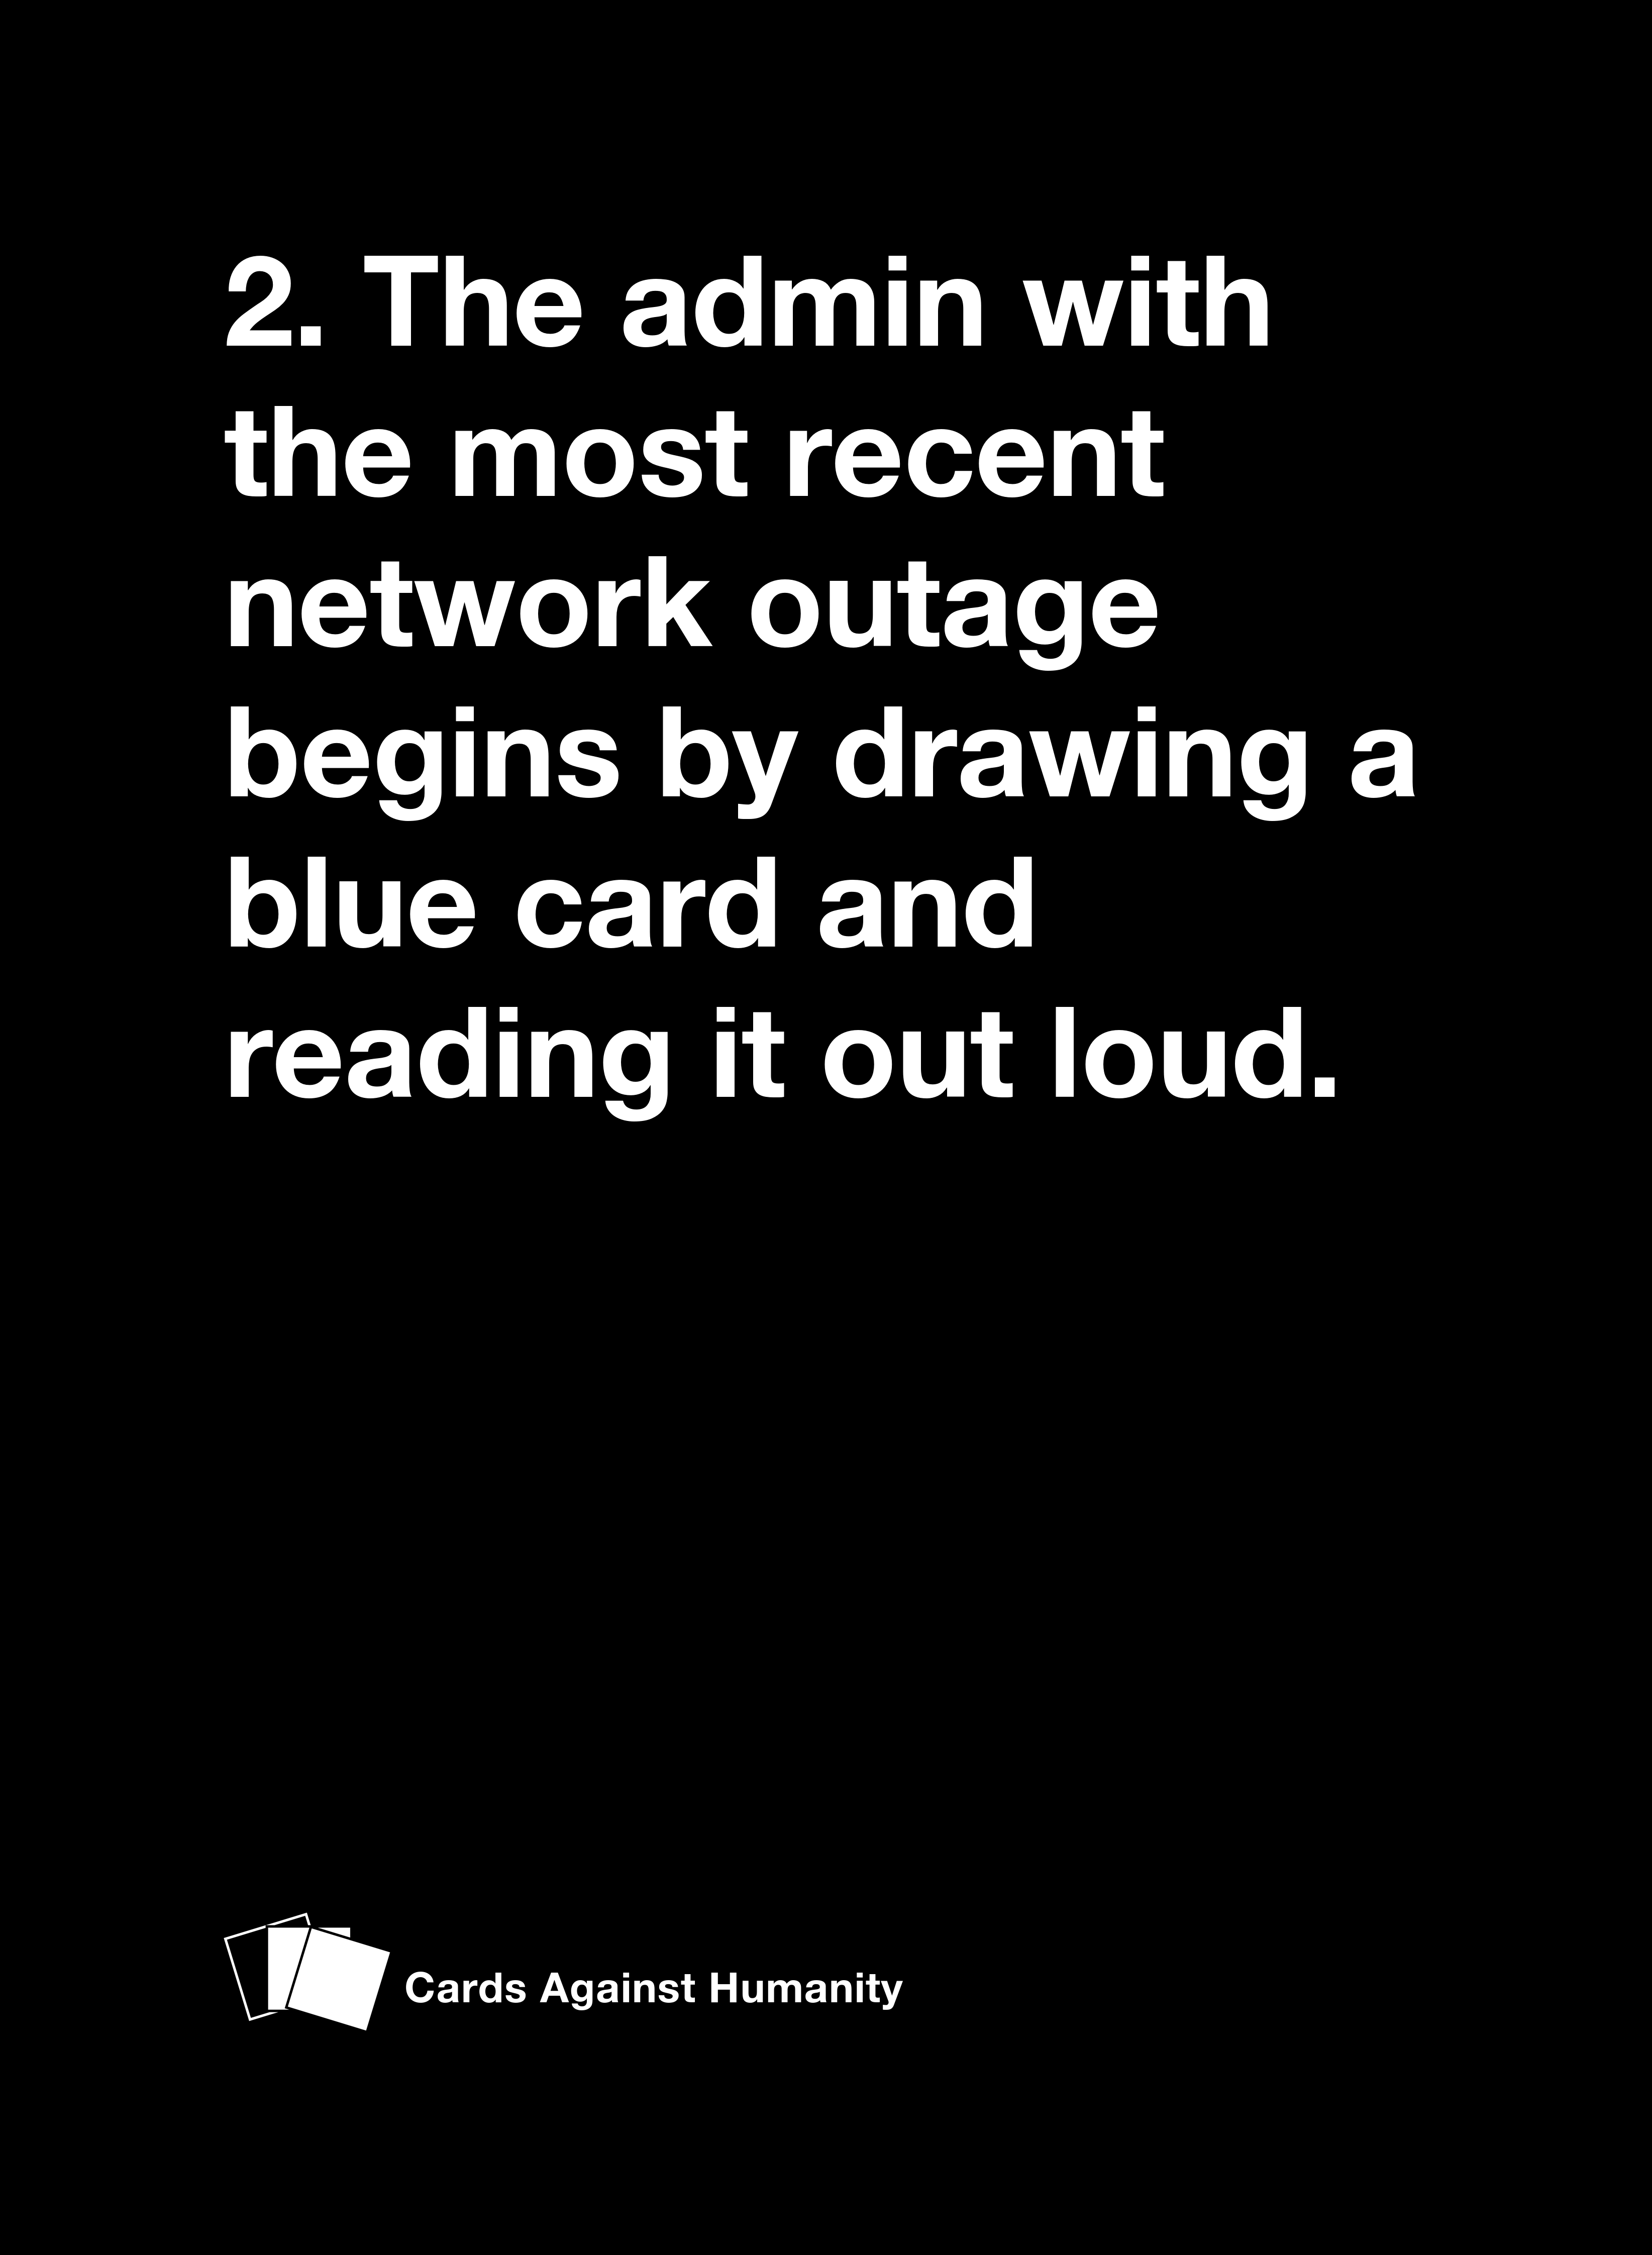 2. The admin with
the most recent
network outage
begins by drawing a
blue card and
reading it out loud.
Cards Against Humanity